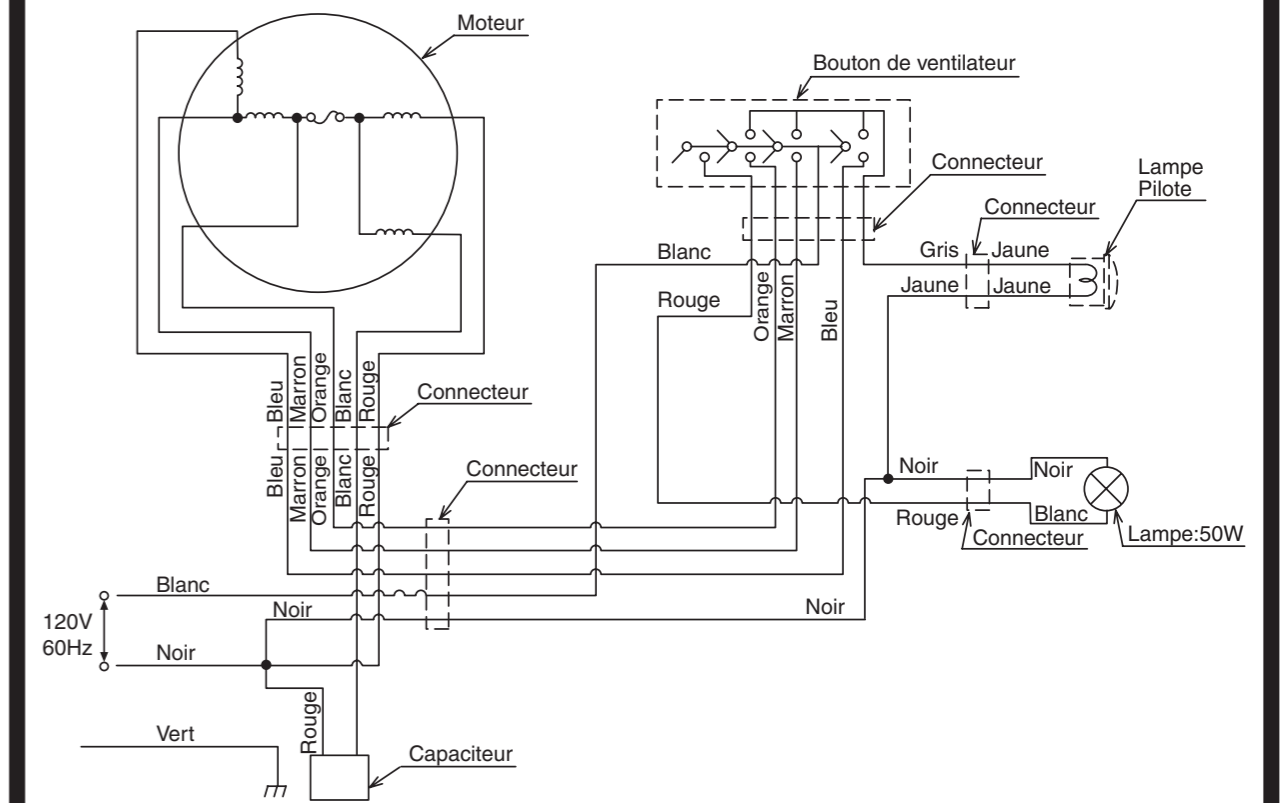 Moteur
Bouton de ventilateur
Connecteur
Lampe
Pilote
Connecteur
Blanc
Gris
Jaune
Rouge
Orange
Marron
Bleu
Jaune
Jaune
Bleu
Marron
Orange
Blanc
Rouge
Connecteur
Bleu
Marron
Orange
Blanc
Rouge
Connecteur
Noir
Noir
Rouge
Blanc
Connecteur
Lampe:50W
Blanc
120V
60Hz
Noir
Noir
Noir
Rouge
Vert
Capaciteur